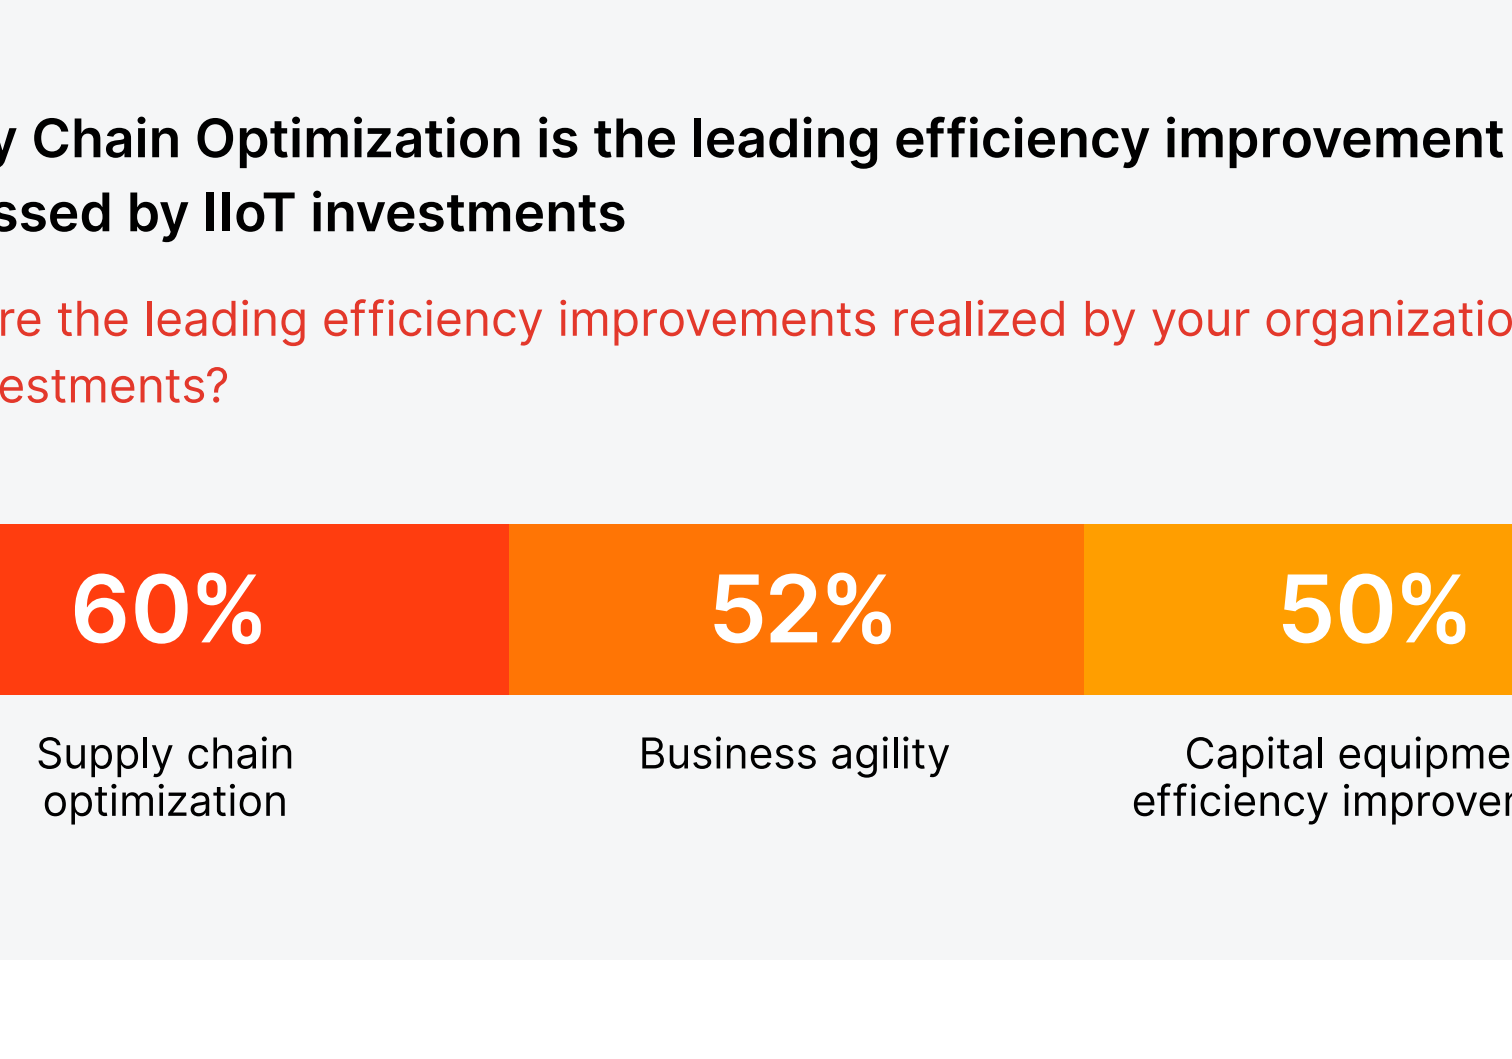 y Chain Optimization is the leading efficiency improvement
ssed by IIoT investments
re the leading efficiency improvements realized by your organizatio
estments?
60% 52% 50%
Supply chain Business agility Capital equipme
optimization efficiency improver